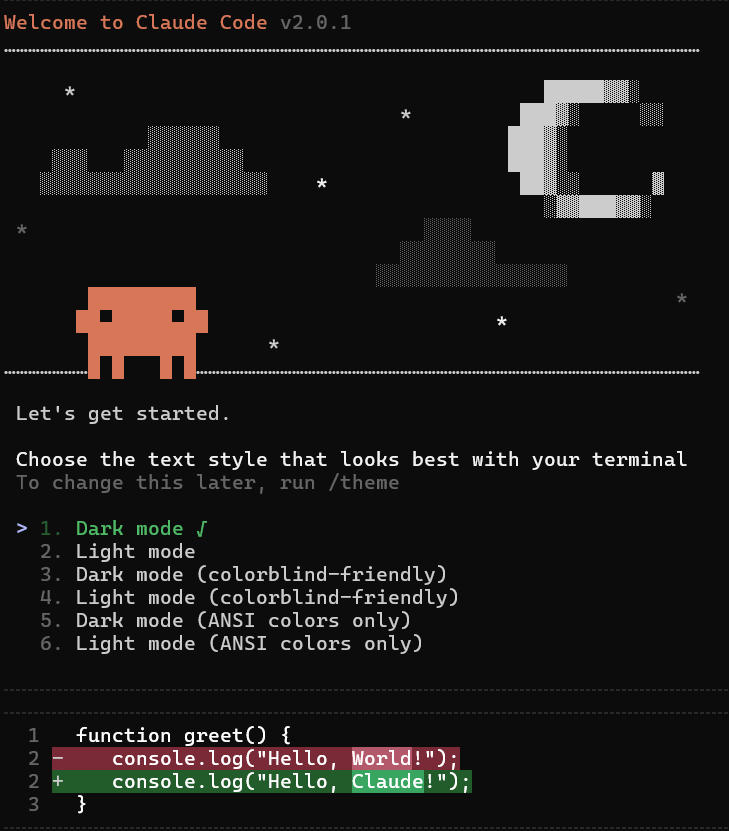 Welcome to Claude Code v2.0.1
Let's get started.
Choose the text style that looks best with your terminal
To change this later, run /theme
> 1. Dark mode √
2. Light mode
3. Dark mode (colorblind-friendly)
4. Light mode (colorblind-friendly)
5. Dark mode (ANSI colors only)
6. Light mode (ANSI colors only)
1 function greet() {
2 - console.log("Hello, World!");
2 + console.log("Hello, Claude!");
3 }